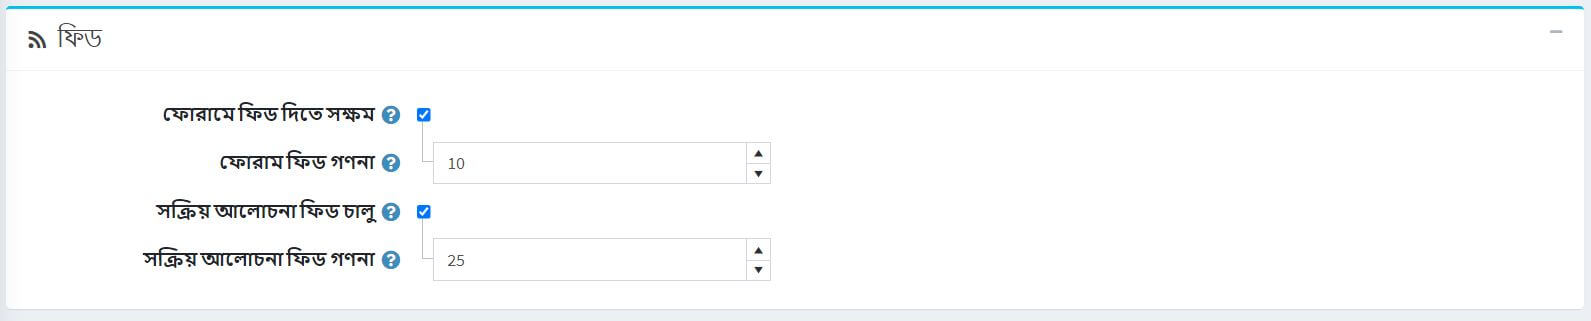 ফিড
ফোরামে ফিড দিতে সক্ষম
ফোরাম ফিড গণনা 10
সক্রিয় আলোচনা ফিড চালু
সক্রিয় আলোচনা ফিড গণনা 25